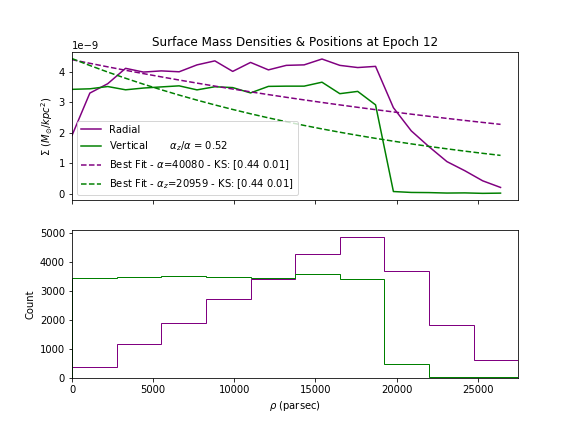 Surface Mass Densities & Positions at Epoch 12
1e−9
4
3
2
1
0
Σ (M⊙/kpc²)
Radial
Vertical αz/α = 0.52
Best Fit - α=40080 - KS: [0.44 0.01]
Best Fit - αz=20959 - KS: [0.44 0.01]
5000
4000
3000
2000
1000
0
Count
0 5000 10000 15000 20000 25000
ρ (parsec)